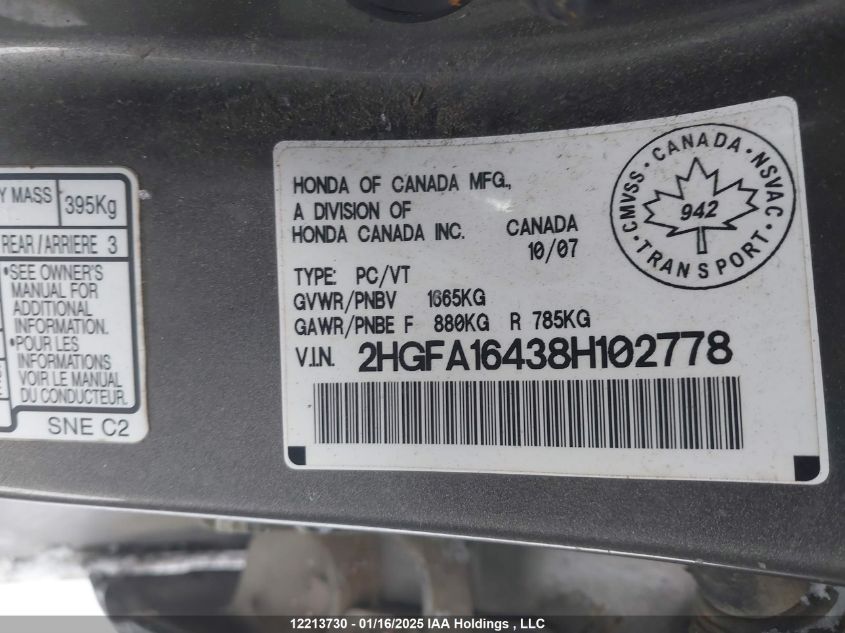 Y MASS 395Kg
REAR/ARRIERE 3
•SEE OWNER'S
MANUAL FOR
ADDITIONAL
INFORMATION.
•POUR LES
INFORMATIONS
VOIR LE MANUAL
DU CONDUCTEUR.
SNE C2
HONDA OF CANADA MFG.,
A DIVISION OF
HONDA CANADA INC. CANADA
10/07
TYPE: PC/VT
GVWR/PNBV 1665KG
GAWR/PNBE F 880KG R 785KG
V.I.N. 2HGFA16438H102778
CMVSS·CANADA·NSVAC
942
·TRANSPORT·
12213730 - 01/16/2025 IAA Holdings , LLC